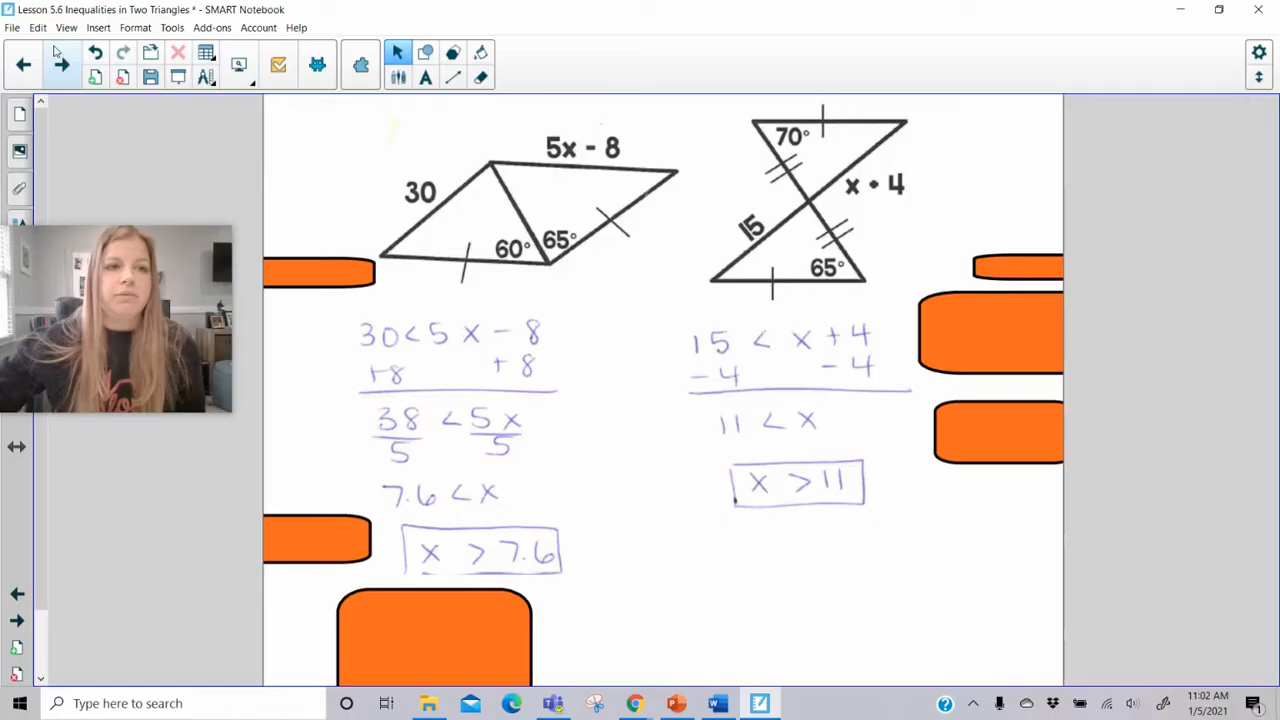 Lesson 5.6 Inequalities in Two Triangles * - SMART Notebook
File Edit View Insert Format Tools Add-ons Account Help
5x - 8
30
60°
65°
70°
x + 4
15
65°
30 < 5x - 8
+8 +8
38 < 5x
5 5
7.6 < x
x > 7.6
15 < x + 4
- 4 - 4
11 < x
x > 11
Type here to search
11:02 AM
1/5/2021